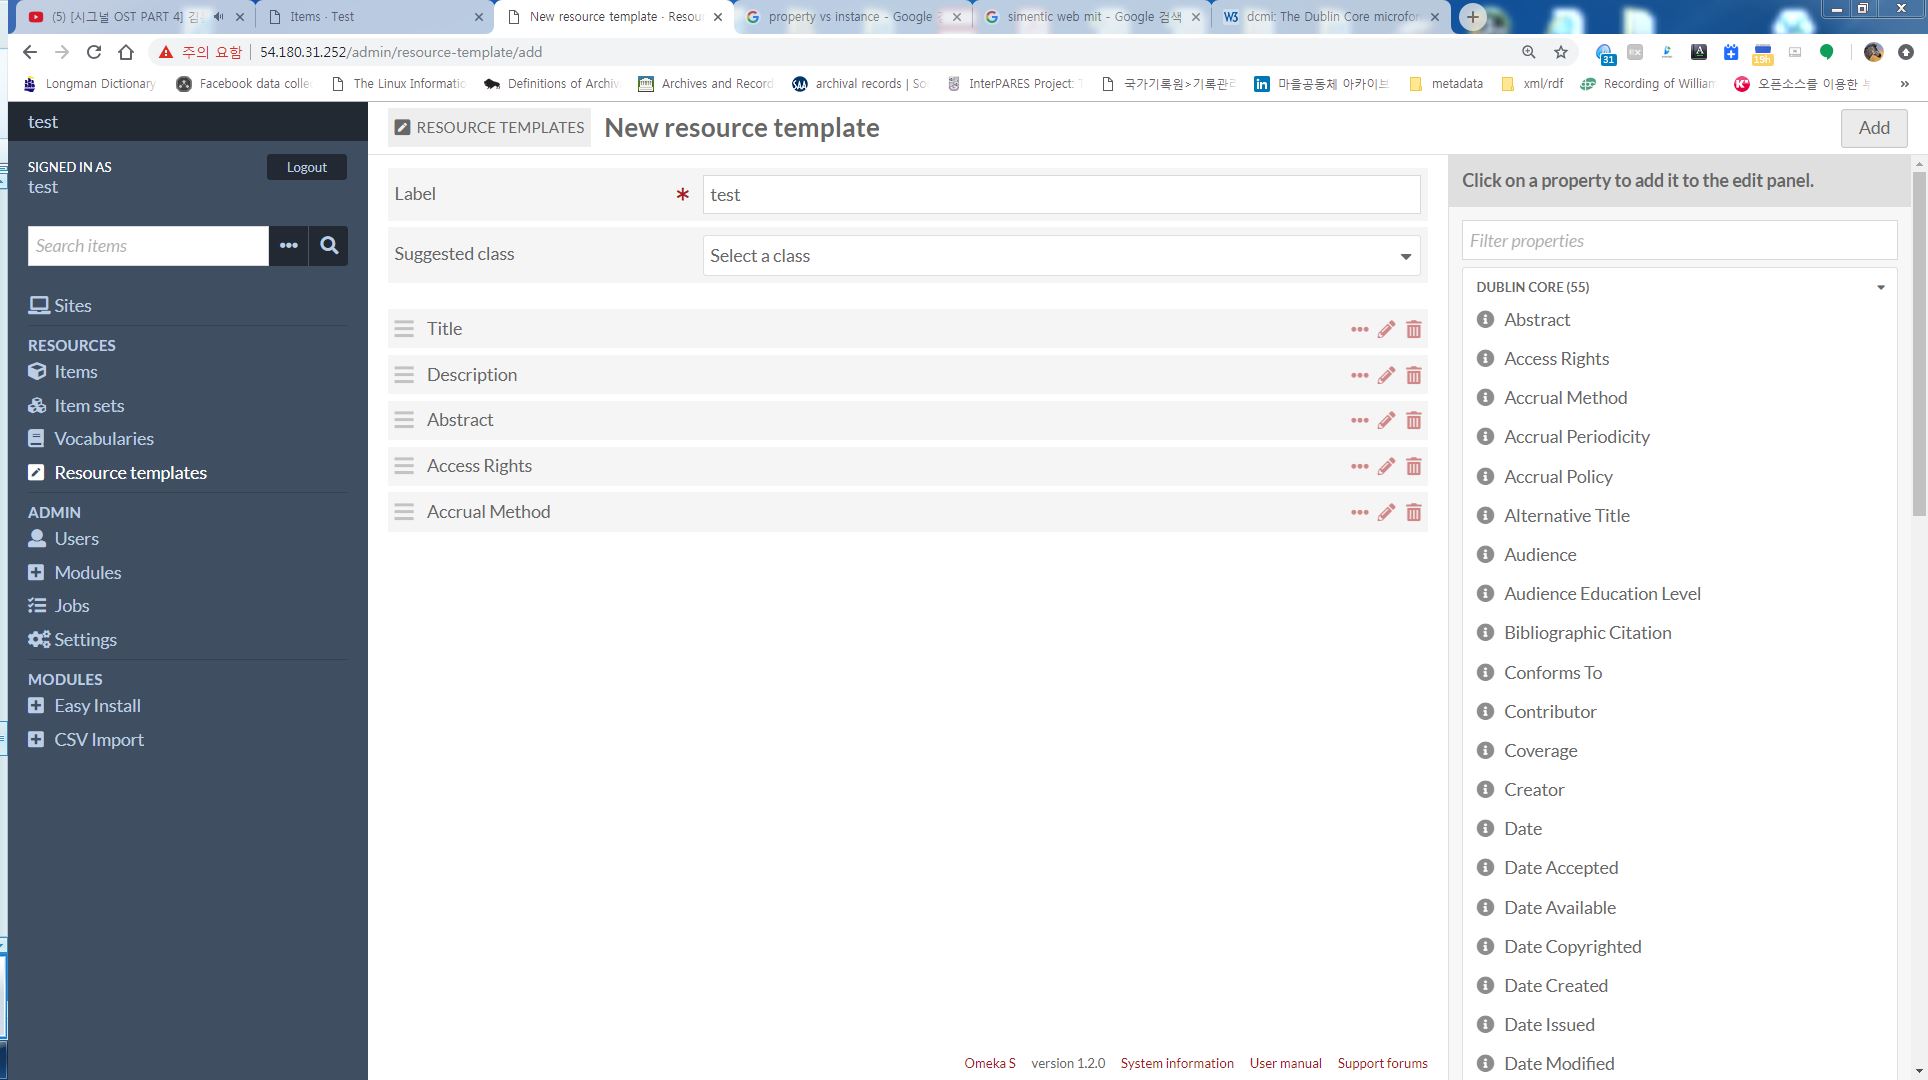 (5) [시그널 OST PART 4] 김
Items · Test
New resource template · Resou
property vs instance - Google
simentic web mit - Google 검색
dcmi: The Dublin Core microfor
주의 요함 54.180.31.252/admin/resource-template/add
31
19h
Longman Dictionary
Facebook data colle
The Linux Informatio
Definitions of Archiv
Archives and Record
archival records | So
InterPARES Project:
국가기록원>기록관리
마을공동체 아카이브
metadata
xml/rdf
Recording of William
오픈소스를 이용한
»
test
SIGNED IN AS
test
Logout
Search items
Sites
RESOURCES
Items
Item sets
Vocabularies
Resource templates
ADMIN
Users
Modules
Jobs
Settings
MODULES
Easy Install
CSV Import
RESOURCE TEMPLATES New resource template
Add
Label * test
Suggested class Select a class
Title
Description
Abstract
Access Rights
Accrual Method
Click on a property to add it to the edit panel.
Filter properties
DUBLIN CORE (55)
Abstract
Access Rights
Accrual Method
Accrual Periodicity
Accrual Policy
Alternative Title
Audience
Audience Education Level
Bibliographic Citation
Conforms To
Contributor
Coverage
Creator
Date
Date Accepted
Date Available
Date Copyrighted
Date Created
Date Issued
Date Modified
Omeka S version 1.2.0 System information User manual Support forums